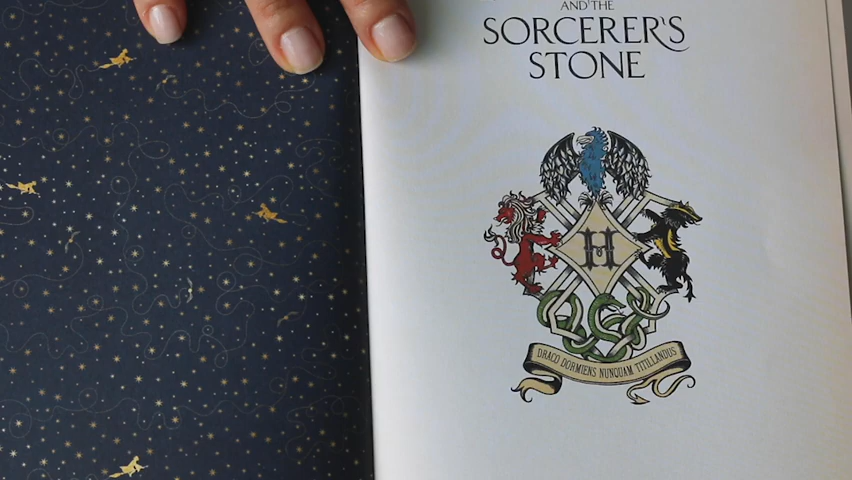 AND THE
SORCERER'S
STONE
H
DRACO DORMIENS NUNQUAM TITILLANDUS